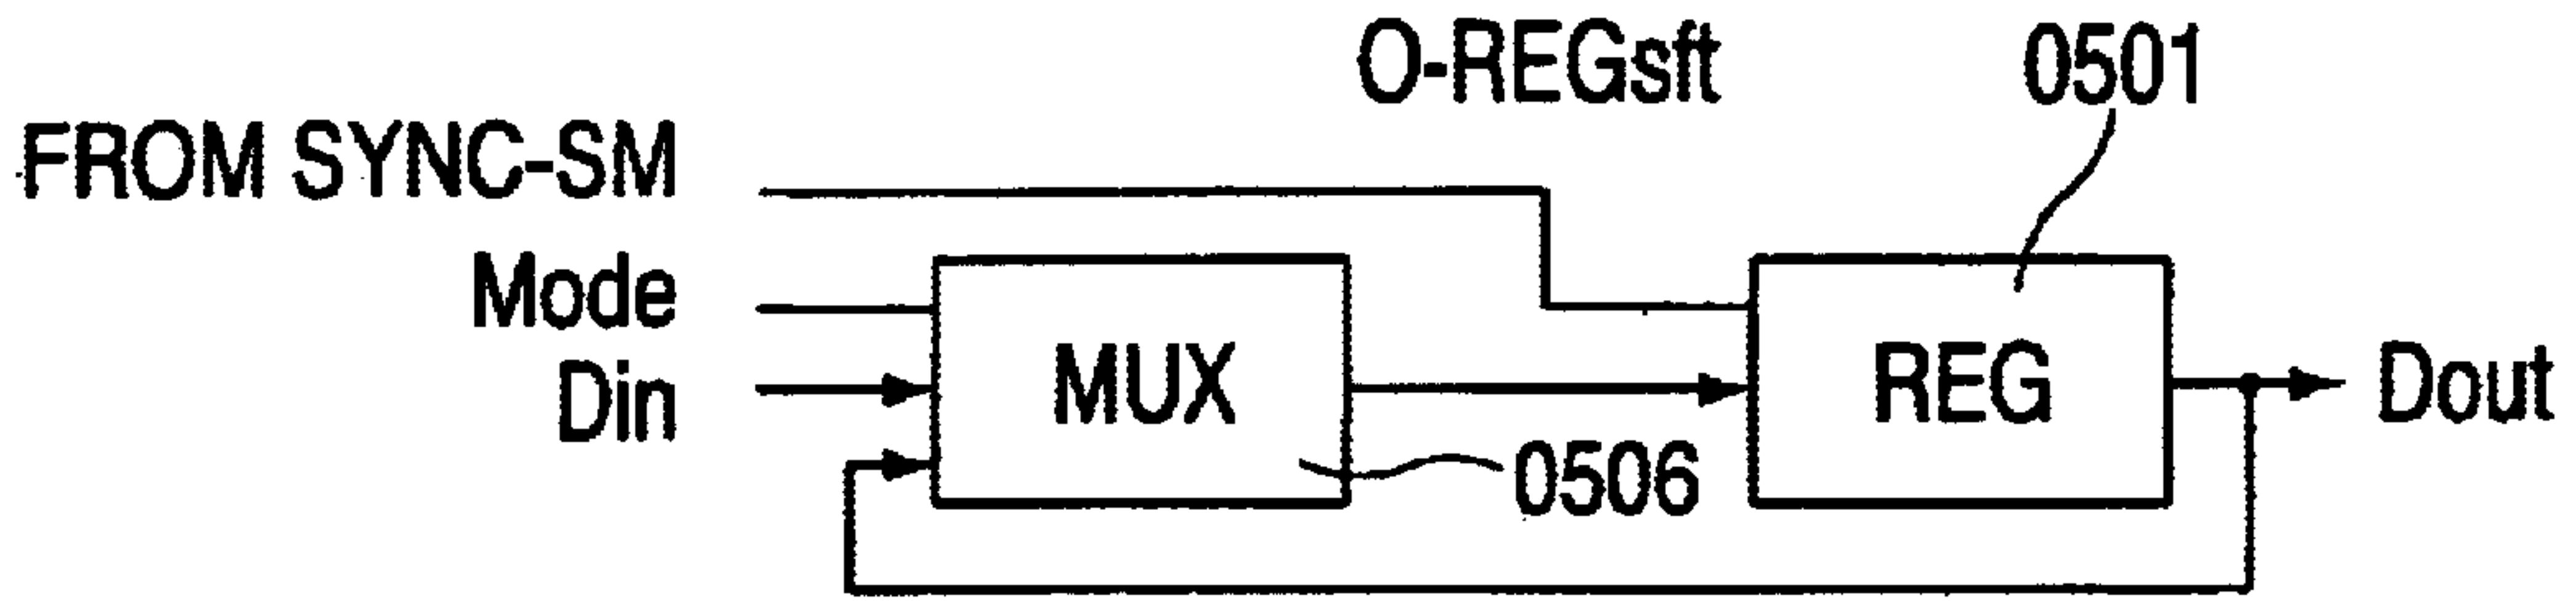 O-REGsft
0501
FROM SYNC-SM
Mode
Din
MUX
REG
Dout
0506